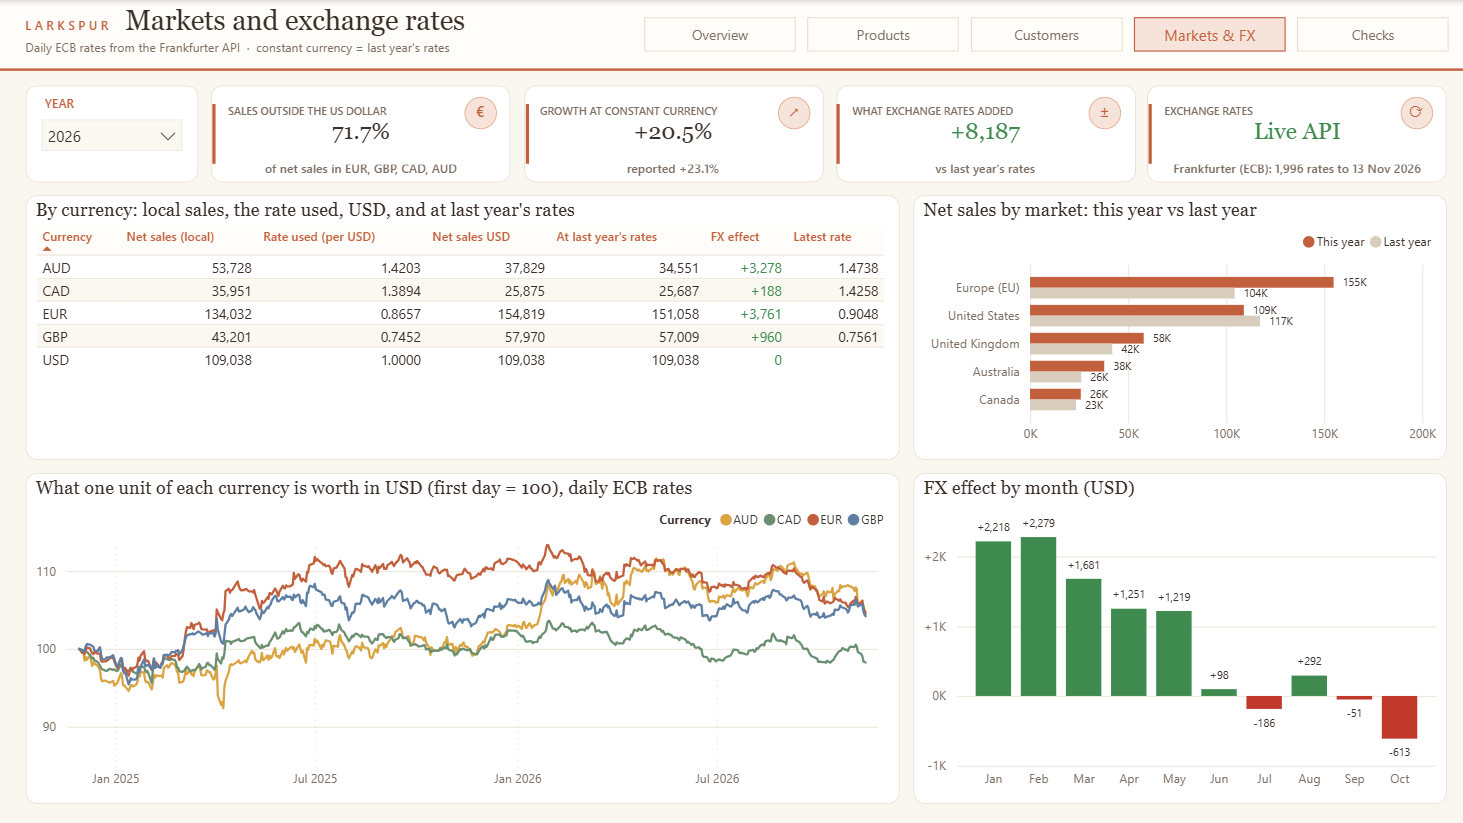 LARKSPUR Markets and exchange rates
Daily ECB rates from the Frankfurter API · constant currency = last year's rates
Overview
Products
Customers
Markets & FX
Checks
YEAR
2026
SALES OUTSIDE THE US DOLLAR
€
71.7%
of net sales in EUR, GBP, CAD, AUD
GROWTH AT CONSTANT CURRENCY
↗
+20.5%
reported +23.1%
WHAT EXCHANGE RATES ADDED
±
+8,187
vs last year's rates
EXCHANGE RATES
⟳
Live API
Frankfurter (ECB): 1,996 rates to 13 Nov 2026
By currency: local sales, the rate used, USD, and at last year's rates
Currency Net sales (local) Rate used (per USD) Net sales USD At last year's rates FX effect Latest rate
AUD 53,728 1.4203 37,829 34,551 +3,278 1.4738
CAD 35,951 1.3894 25,875 25,687 +188 1.4258
EUR 134,032 0.8657 154,819 151,058 +3,761 0.9048
GBP 43,201 0.7452 57,970 57,009 +960 0.7561
USD 109,038 1.0000 109,038 109,038 0
Net sales by market: this year vs last year
This year Last year
Europe (EU) 155K
104K
United States 109K
117K
United Kingdom 58K
42K
Australia 38K
26K
Canada 26K
23K
0K 50K 100K 150K 200K
What one unit of each currency is worth in USD (first day = 100), daily ECB rates
Currency AUD CAD EUR GBP
110
100
90
Jan 2025 Jul 2025 Jan 2026 Jul 2026
FX effect by month (USD)
+2,218 +2,279
+2K
+1,681
+1,251 +1,219
+1K
+98 +292
0K
-186 -51
-613
-1K
Jan Feb Mar Apr May Jun Jul Aug Sep Oct